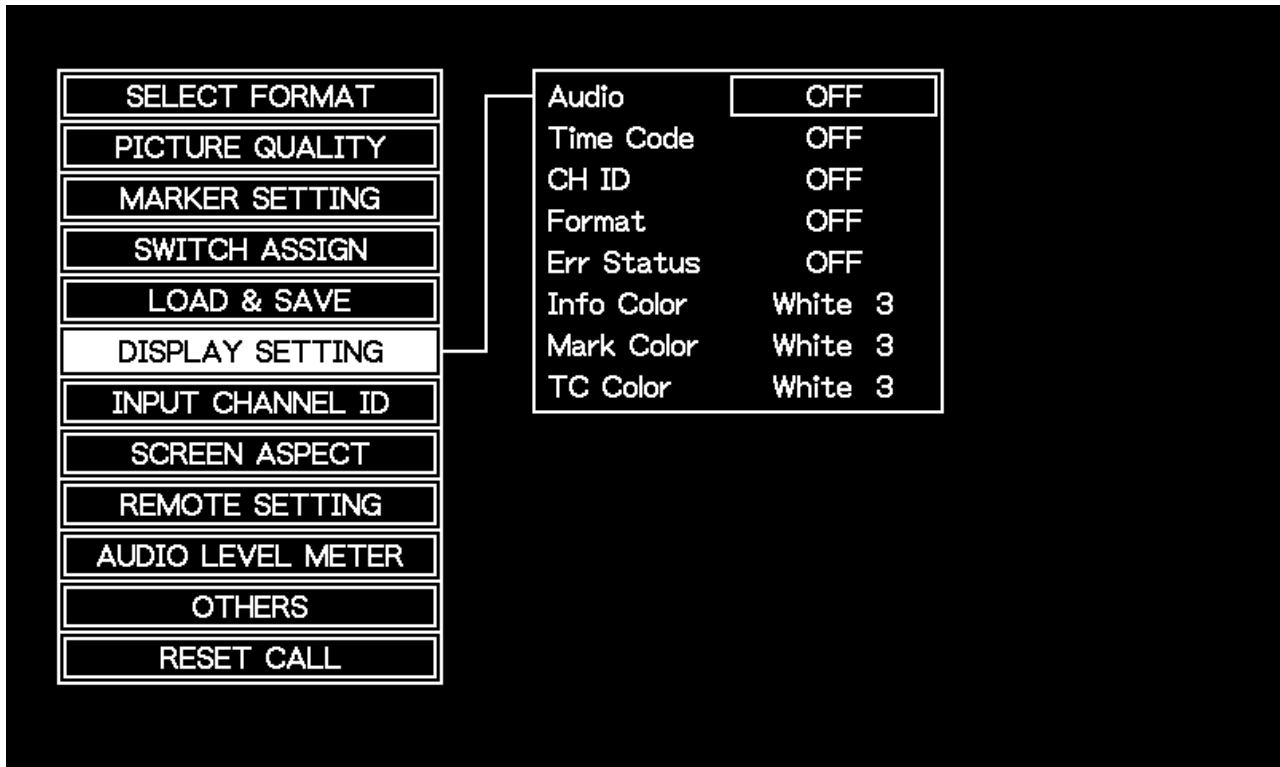 SELECT FORMAT
PICTURE QUALITY
MARKER SETTING
SWITCH ASSIGN
LOAD & SAVE
DISPLAY SETTING
INPUT CHANNEL ID
SCREEN ASPECT
REMOTE SETTING
AUDIO LEVEL METER
OTHERS
RESET CALL
Audio OFF
Time Code OFF
CH ID OFF
Format OFF
Err Status OFF
Info Color White 3
Mark Color White 3
TC Color White 3